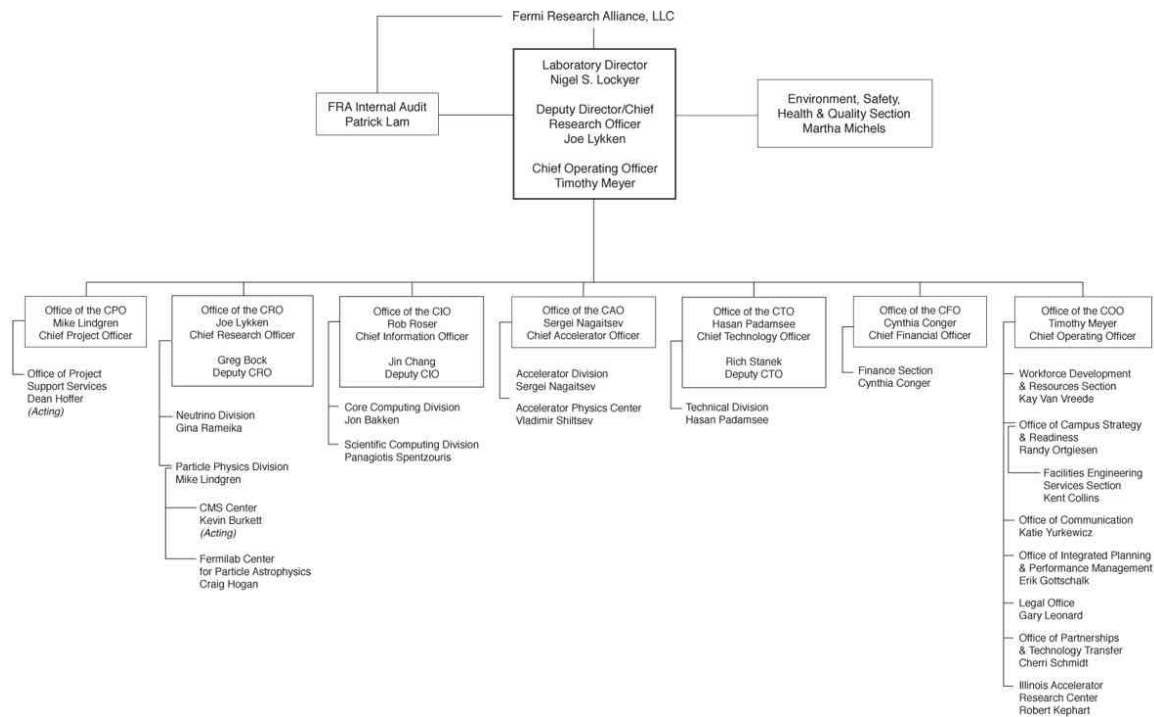 Fermi Research Alliance, LLC
Laboratory Director
Nigel S. Lockyer
Deputy Director/Chief
Research Officer
Joe Lykken
Chief Operating Officer
Timothy Meyer
FRA Internal Audit
Patrick Lam
Environment, Safety,
Health & Quality Section
Martha Michels
Office of the CPO
Mike Lindgren
Chief Project Officer
Office of Project
Support Services
Dean Hoffer
(Acting)
Office of the CRO
Joe Lykken
Chief Research Officer
Greg Bock
Deputy CRO
Neutrino Division
Gina Rameika
Particle Physics Division
Mike Lindgren
CMS Center
Kevin Burkett
(Acting)
Fermilab Center
for Particle Astrophysics
Craig Hogan
Office of the CIO
Rob Roser
Chief Information Officer
Jin Chang
Deputy CIO
Core Computing Division
Jon Bakken
Scientific Computing Division
Panagiotis Spentzouris
Office of the CAO
Sergei Nagaitsev
Chief Accelerator Officer
Accelerator Division
Sergei Nagaitsev
Accelerator Physics Center
Vladimir Shiltsev
Office of the CTO
Hasan Padamsee
Chief Technology Officer
Rich Stanek
Deputy CTO
Technical Division
Hasan Padamsee
Office of the CFO
Cynthia Conger
Chief Financial Officer
Finance Section
Cynthia Conger
Office of the COO
Timothy Meyer
Chief Operating Officer
Workforce Development
& Resources Section
Kay Van Vreede
Office of Campus Strategy
& Readiness
Randy Ortgiesen
Facilities Engineering
Services Section
Kent Collins
Office of Communication
Katie Yurkewicz
Office of Integrated Planning
& Performance Management
Erik Gottschalk
Legal Office
Gary Leonard
Office of Partnerships
& Technology Transfer
Cherri Schmidt
Illinois Accelerator
Research Center
Robert Kephart